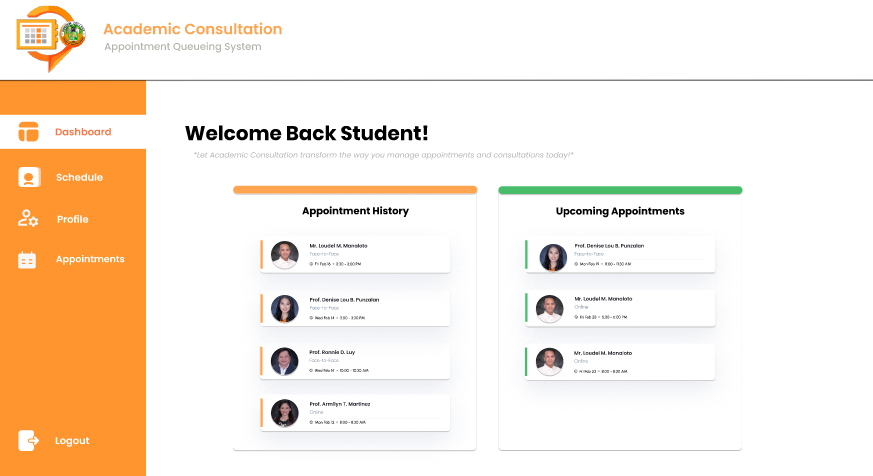 Academic Consultation
Appointment Queueing System
Dashboard
Schedule
Profile
Appointments
Logout
Welcome Back Student!
"Let Academic Consultation transform the way you manage appointments and consultations today!"
Appointment History
Mr. Loudel M. Manaloto
Face-to-Face
Fri Feb 16 • 2:30 - 3:00 PM
Prof. Denise Lou B. Punzalan
Face-to-Face
Wed Feb 14 • 3:00 - 3:30 PM
Prof. Ronnie D. Luy
Face-to-Face
Wed Feb 14 • 10:00 - 10:30 AM
Prof. Armilyn T. Martinez
Online
Mon Feb 12 • 8:00 - 8:30 AM
Upcoming Appointments
Prof. Denise Lou B. Punzalan
Face-to-Face
Mon Feb 19 • 11:00 - 11:30 AM
Mr. Loudel M. Manaloto
Online
Fri Feb 23 • 5:30 - 6:00 PM
Mr. Loudel M. Manaloto
Online
Fri Feb 23 • 8:00 - 8:30 AM